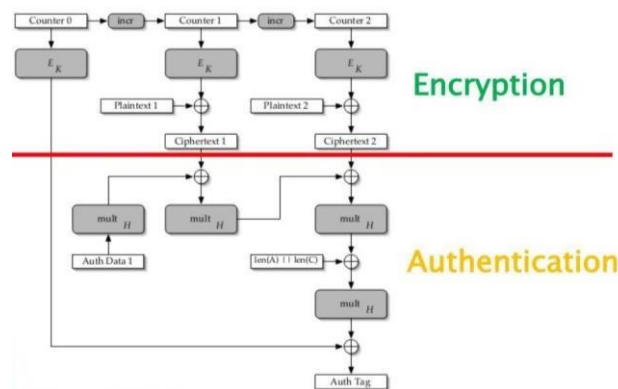 Counter 0 incr Counter 1 incr Counter 2
E K E K E K
Encryption
Plaintext 1 Plaintext 2
Ciphertext 1 Ciphertext 2
mult H mult H mult H
Auth Data 1 len(A) || len(C)
Authentication
mult H
Auth Tag